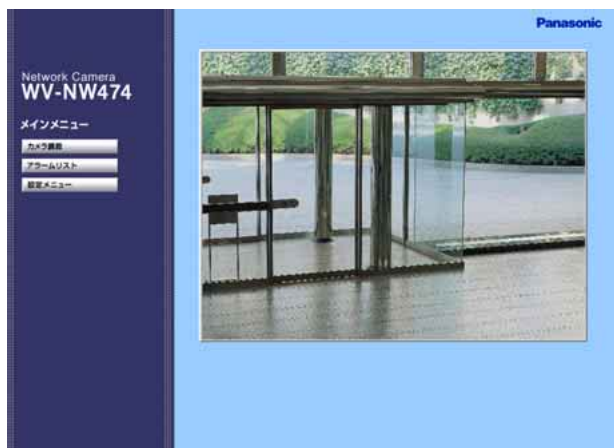 Panasonic
Network Camera
WV-NW474
メインメニュー
カメラ画面
アラームリスト
設定メニュー